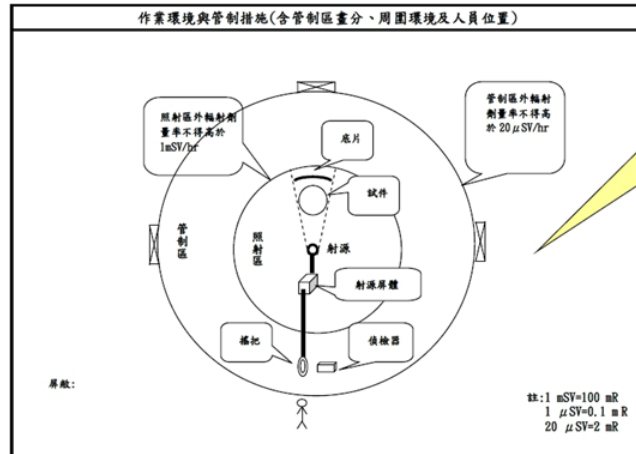 作業環境與管制措施(含管制區畫分、周圍環境及人員位置)
照射區外輻射劑
量率不得高於
1mSV/hr
底片
管制區外輻射
劑量率不得高
於 20μSV/hr
試件
管制區
照射區
射源
射源屏體
搖把
偵檢器
屏蔽:
註:1 mSV=100 mR
1 μSV=0.1 mR
20 μSV=2 mR